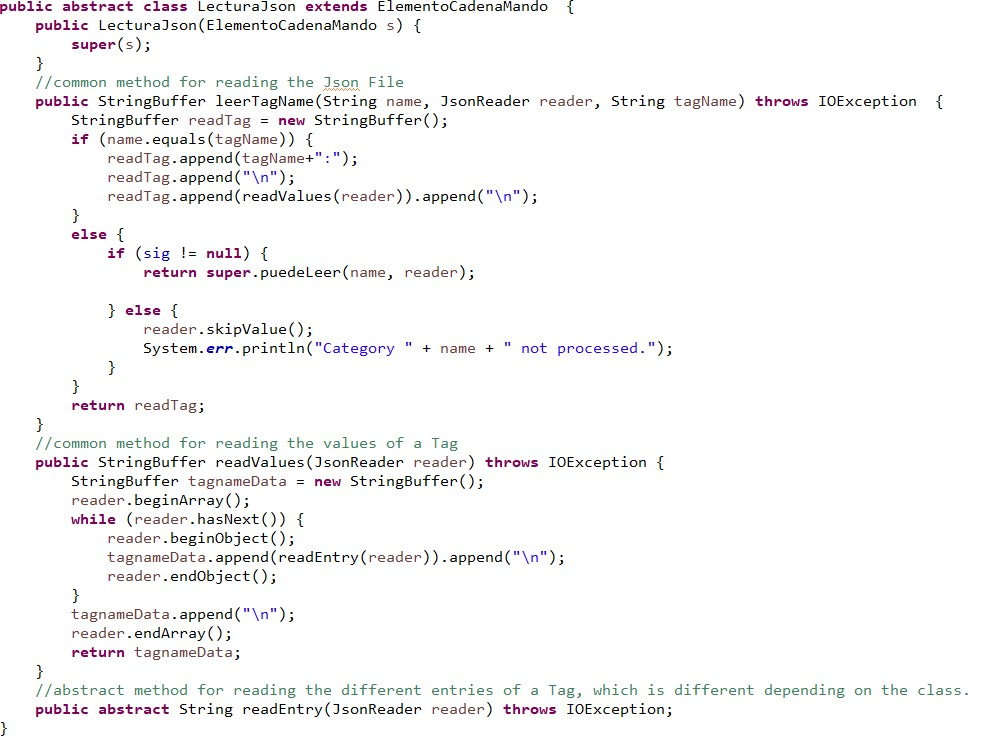 public abstract class LecturaJson extends ElementoCadenaMando  {
    public LecturaJson(ElementoCadenaMando s) {
        super(s);
    }
    //common method for reading the Json File
    public StringBuffer leerTagName(String name, JsonReader reader, String tagName) throws IOException  {
        StringBuffer readTag = new StringBuffer();
        if (name.equals(tagName)) {
            readTag.append(tagName+":");
            readTag.append("\n");
            readTag.append(readValues(reader)).append("\n");
        }
        else {
            if (sig != null) {
                return super.puedeLeer(name, reader);

            } else {
                reader.skipValue();
                System.err.println("Category " + name + " not processed.");
            }
        }
        return readTag;
    }
    //common method for reading the values of a Tag
    public StringBuffer readValues(JsonReader reader) throws IOException {
        StringBuffer tagnameData = new StringBuffer();
        reader.beginArray();
        while (reader.hasNext()) {
            reader.beginObject();
            tagnameData.append(readEntry(reader)).append("\n");
            reader.endObject();
        }
        tagnameData.append("\n");
        reader.endArray();
        return tagnameData;
    }
    //abstract method for reading the different entries of a Tag, which is different depending on the class.
    public abstract String readEntry(JsonReader reader) throws IOException;
}